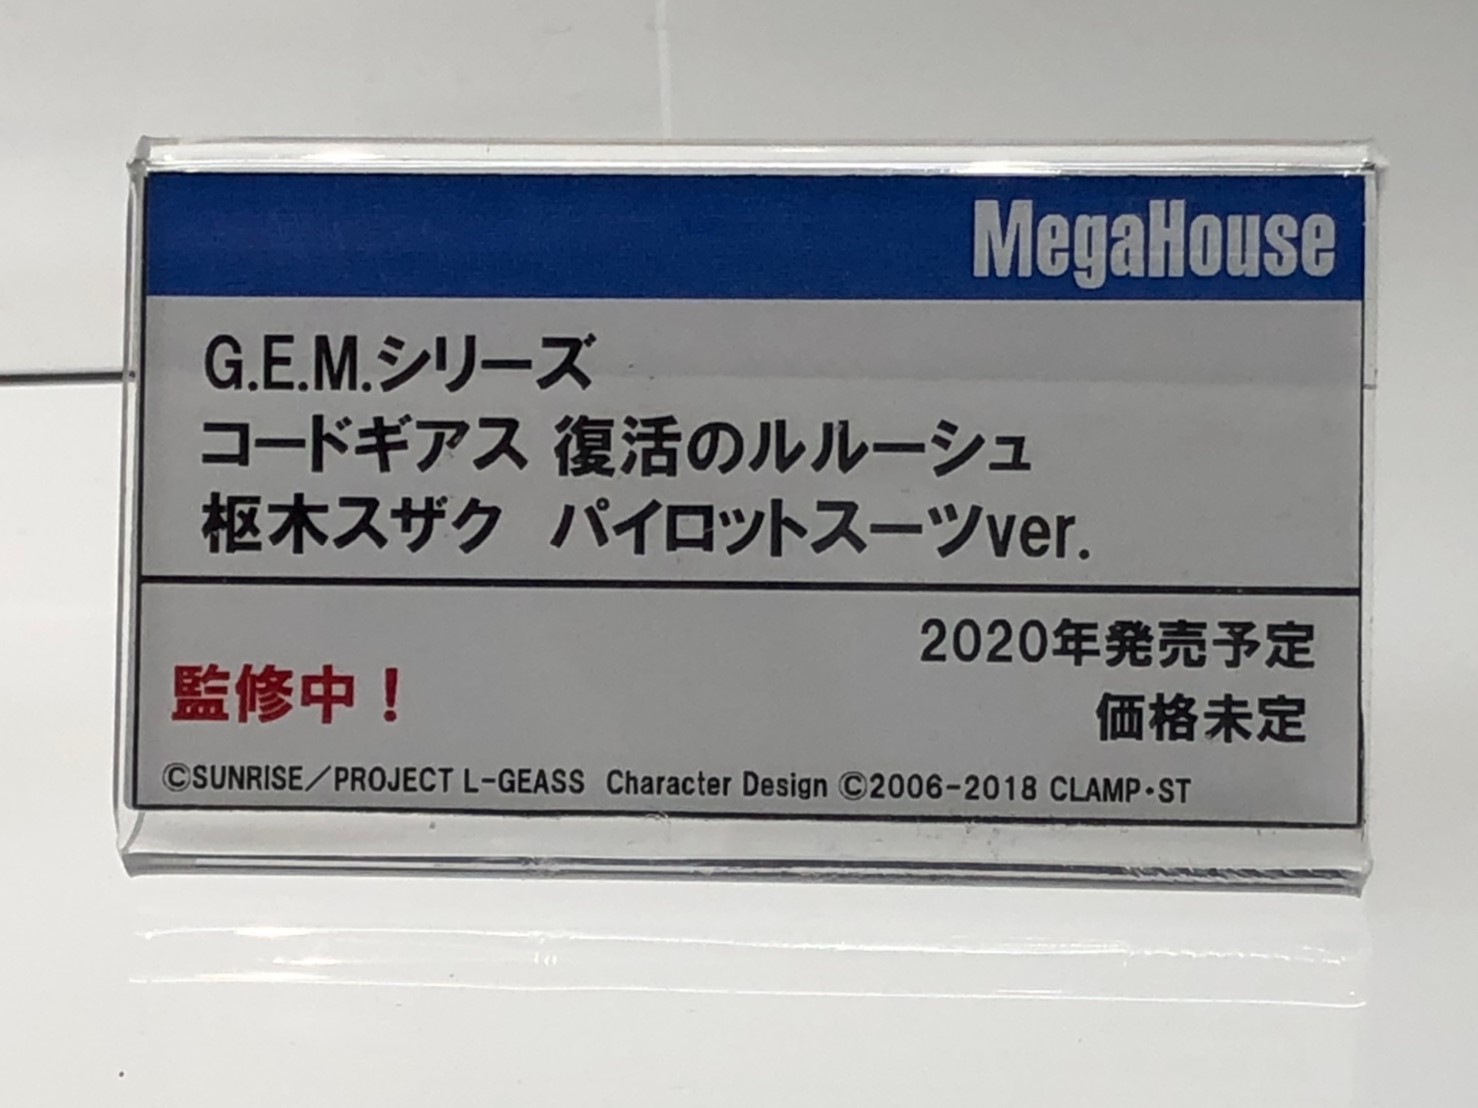 MegaHouse
G.E.M.シリーズ
コードギアス 復活のルルーシュ
枢木スザク　パイロットスーツver.
2020年発売予定
監修中！
価格未定
©SUNRISE／PROJECT L-GEASS Character Design ©2006-2018 CLAMP・ST